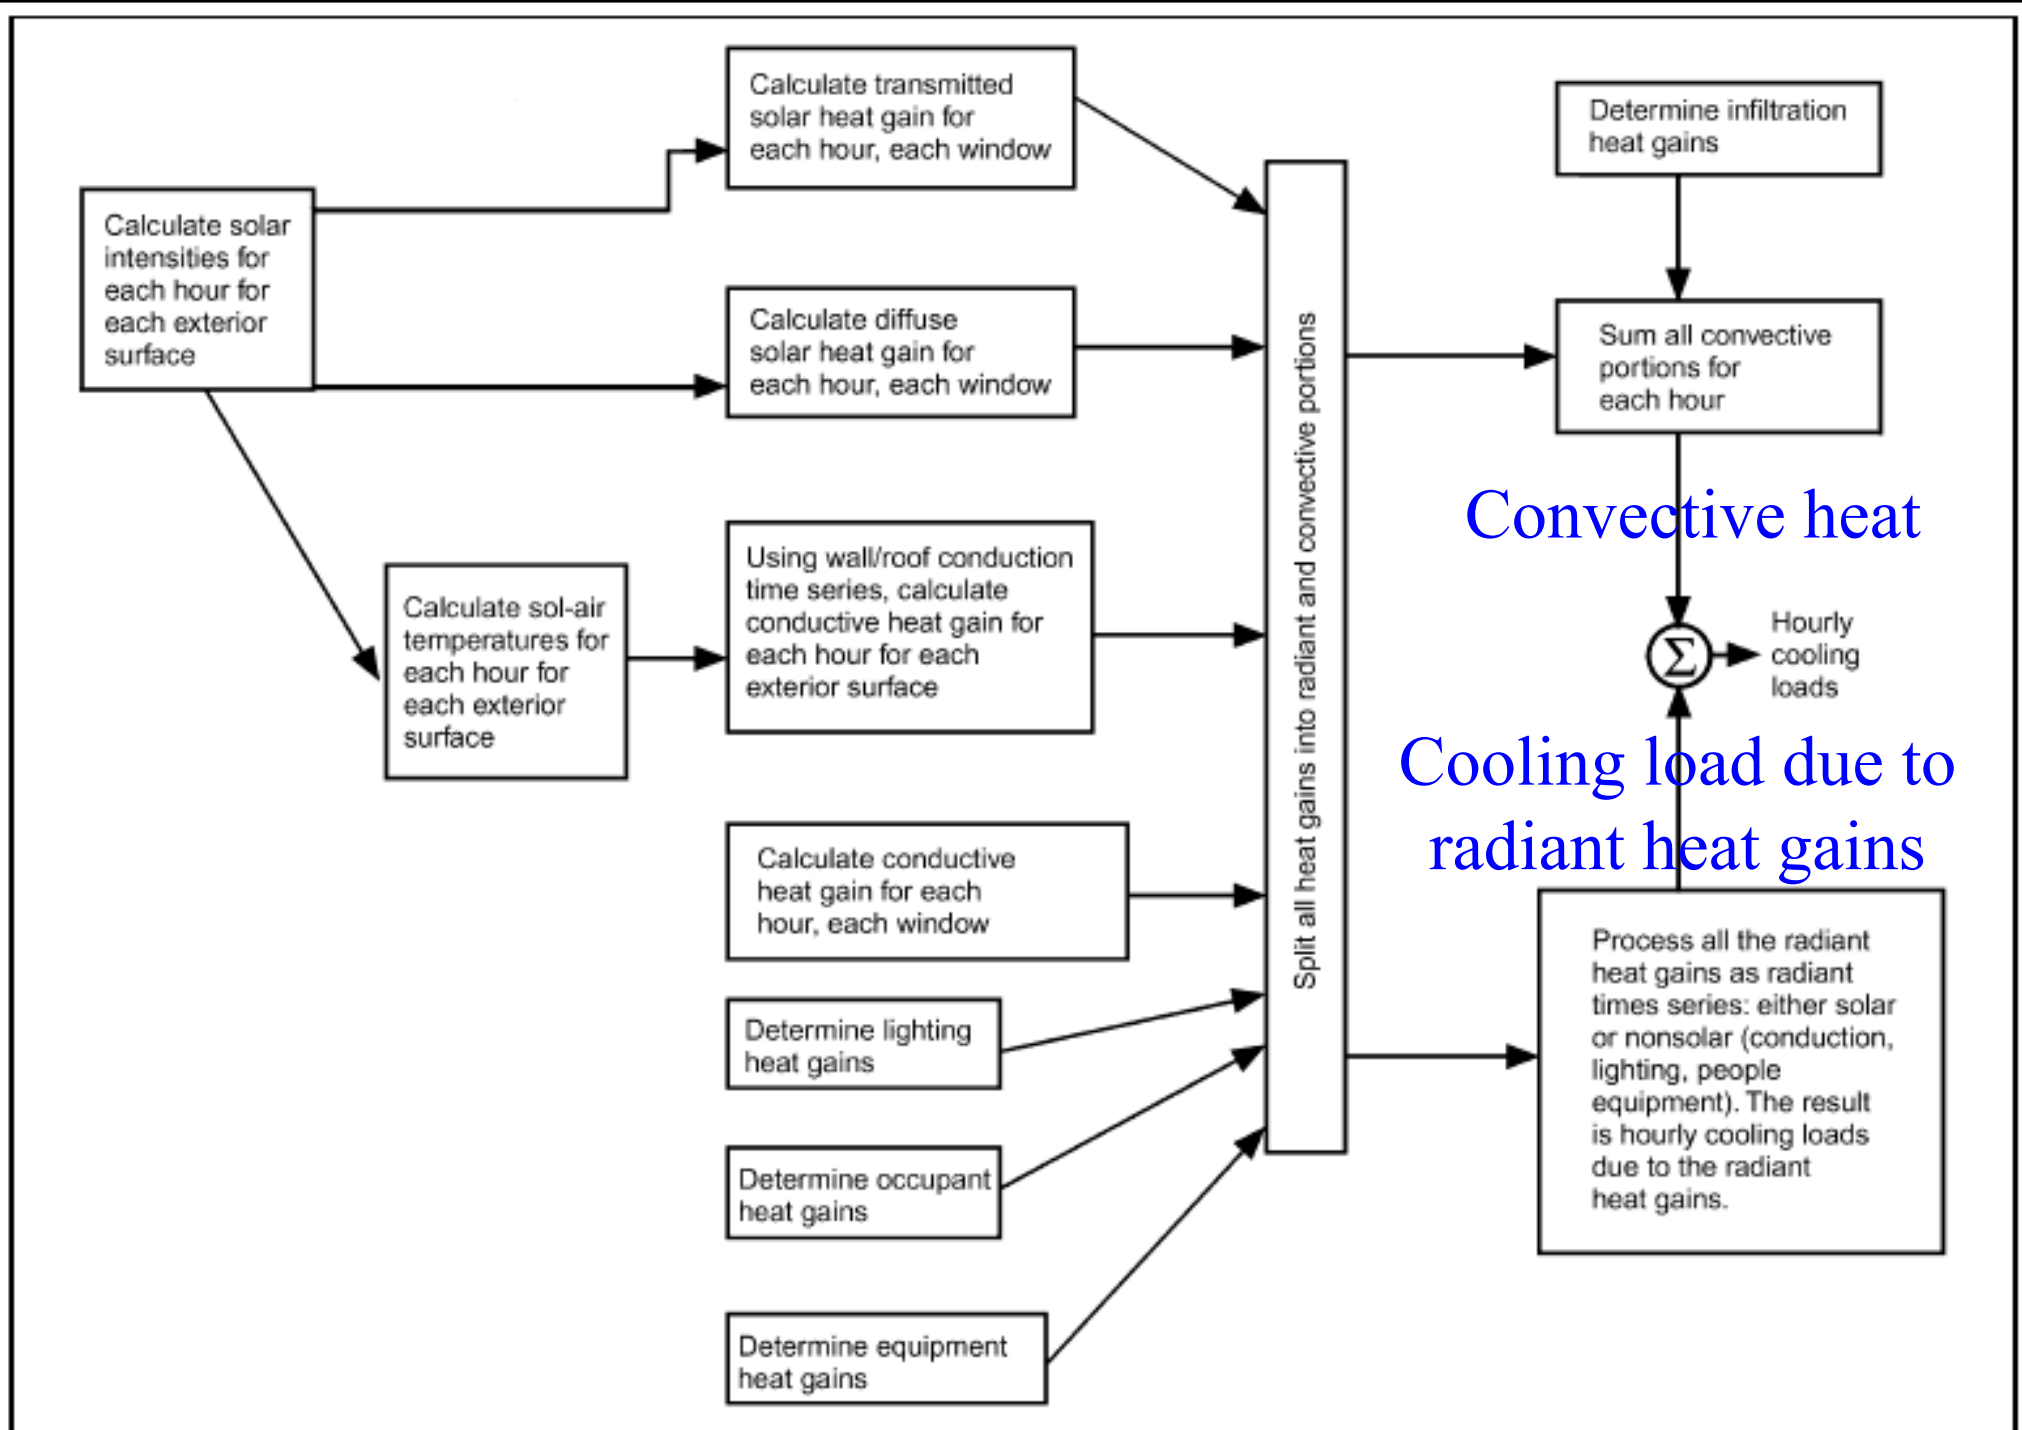 Calculate solar
intensities for
each hour for
each exterior
surface
Calculate transmitted
solar heat gain for
each hour, each window
Calculate diffuse
solar heat gain for
each hour, each window
Calculate sol-air
temperatures for
each hour for
each exterior
surface
Using wall/roof conduction
time series, calculate
conductive heat gain for
each hour for each
exterior surface
Calculate conductive
heat gain for each
hour, each window
Determine lighting
heat gains
Determine occupant
heat gains
Determine equipment
heat gains
Split all heat gains into radiant and convective portions
Determine infiltration
heat gains
Sum all convective
portions for
each hour
Convective heat
Σ
Hourly
cooling
loads
Cooling load due to
radiant heat gains
Process all the radiant
heat gains as radiant
times series: either solar
or nonsolar (conduction,
lighting, people
equipment). The result
is hourly cooling loads
due to the radiant
heat gains.